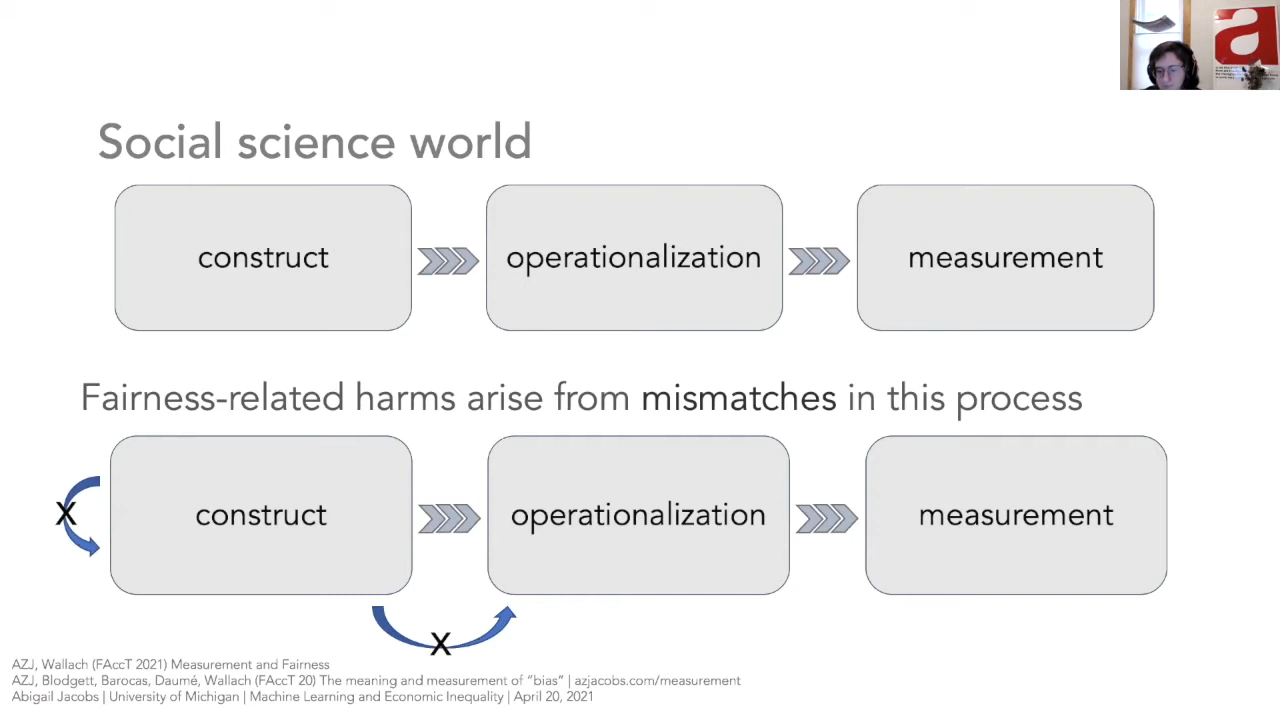 a
Social science world
construct
operationalization
measurement
Fairness-related harms arise from mismatches in this process
X
construct
operationalization
measurement
X
AZJ, Wallach (FAccT 2021) Measurement and Fairness
AZJ, Blodgett, Barocas, Daumé, Wallach (FAccT 20) The meaning and measurement of "bias" | azjacobs.com/measurement
Abigail Jacobs | University of Michigan | Machine Learning and Economic Inequality | April 20, 2021